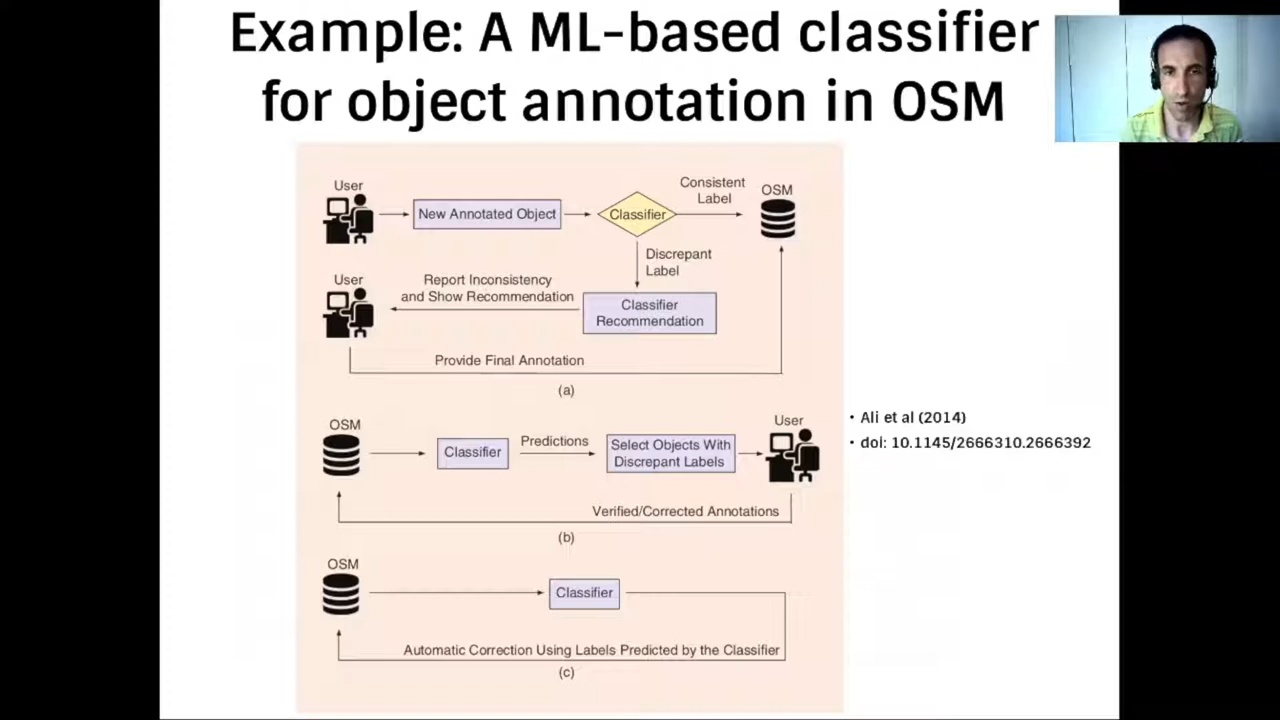 Example: A ML-based classifier
for object annotation in OSM
User
New Annotated Object
Classifier
Consistent
Label
OSM
Discrepant
Label
User
Report Inconsistency
and Show Recommendation
Classifier
Recommendation
Provide Final Annotation
(a)
OSM
Classifier
Predictions
Select Objects With
Discrepant Labels
User
Verified/Corrected Annotations
(b)
OSM
Classifier
Automatic Correction Using Labels Predicted by the Classifier
(c)
• Ali et al (2014)
• doi: 10.1145/2666310.2666392